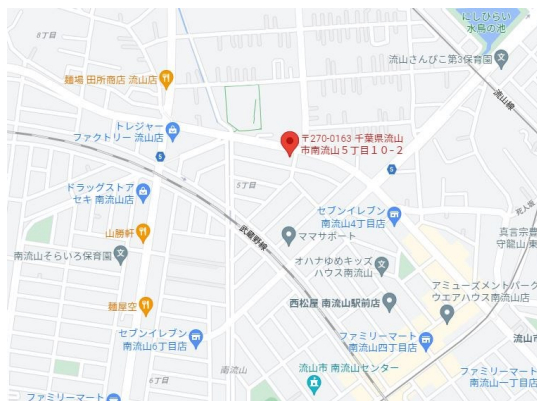 8丁目
にしひらい
水鳥の池
流山さんぴこ第3保育園
麺場 田所商店 流山店
流山線
トレジャー
ファクトリー 流山店
〒270-0163 千葉県流山
市南流山5丁目10-2
5
5
5丁目
ドラッグストア
セキ 南流山店
セブンイレブン
南流山4丁目店
死人坂
山勝軒
武蔵野線
ママサポート
真言宗豊
守龍山 東
南流山そらいろ保育園
オハナゆめキッズ
ハウス南流山
アミューズメントパーク
ウエアハウス南流山店
西松屋 南流山駅前店
麺屋空
セブンイレブン
南流山6丁目店
ファミリーマート
南流山四丁目店
流山市
南流山
流山市 南流山センター
6丁目
ファミリーマート
南流山一丁目店
ファミリーマート